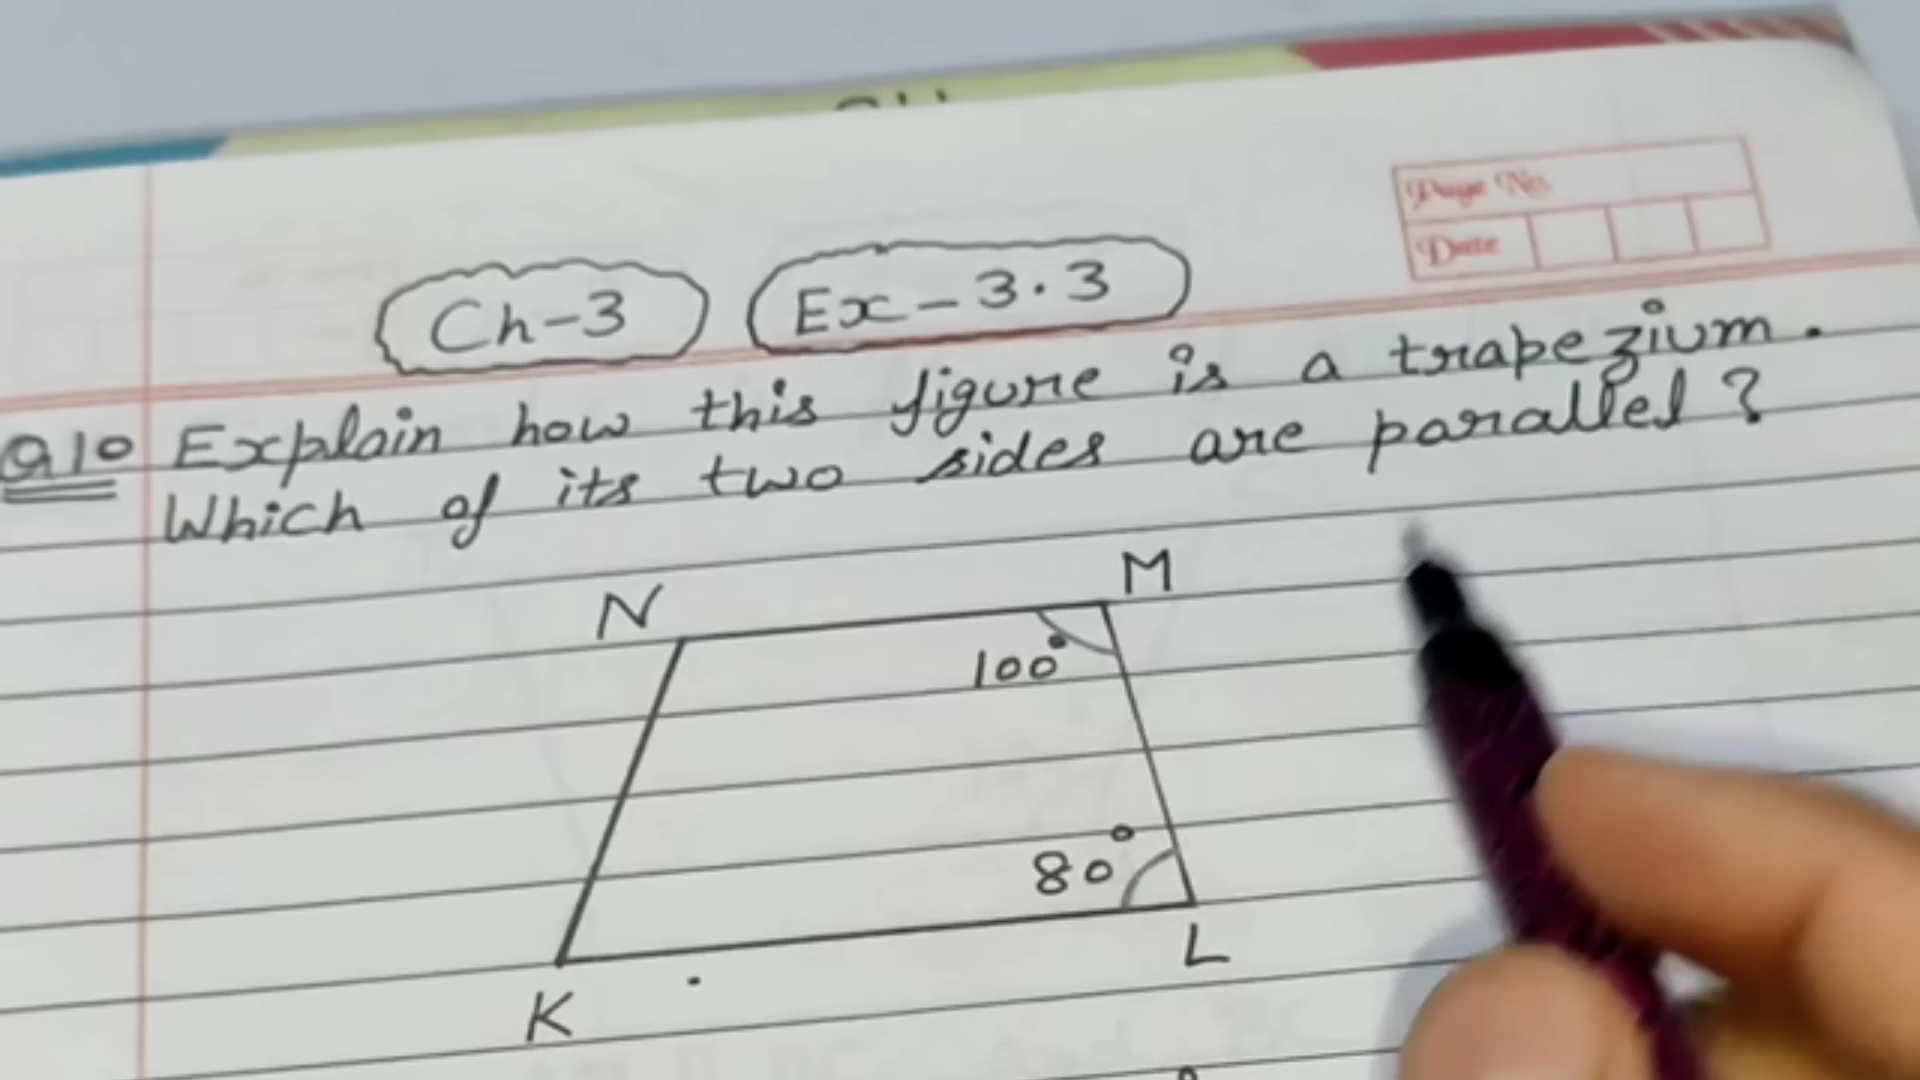 Page No.
Date
Ch-3 Ex-3.3
Q10 Explain how this figure is a trapezium.
Which of its two sides are parallel?
N M
100°
80°
K L